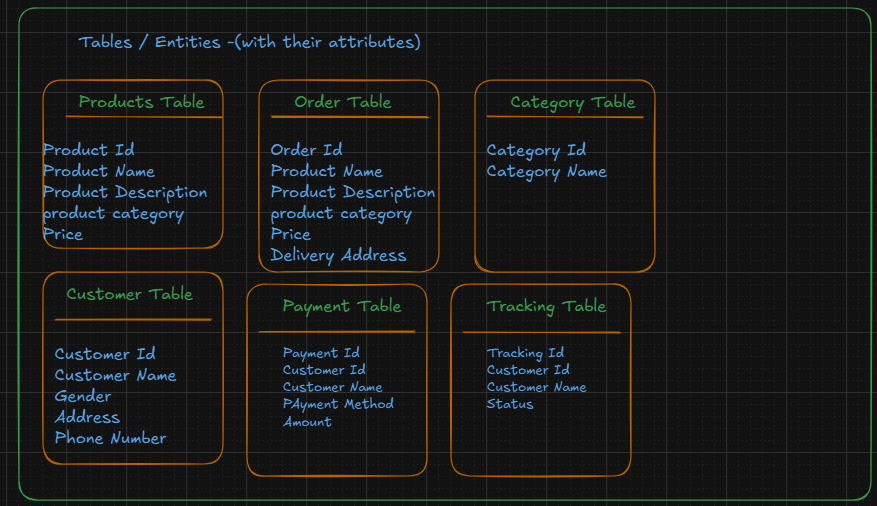 Tables / Entities -(with their attributes)
Products Table
Product Id
Product Name
Product Description
product category
Price
Order Table
Order Id
Product Name
Product Description
product category
Price
Delivery Address
Category Table
Category Id
Category Name
Customer Table
Customer Id
Customer Name
Gender
Address
Phone Number
Payment Table
Payment Id
Customer Id
Customer Name
PAyment Method
Amount
Tracking Table
Tracking Id
Customer Id
Customer Name
Status